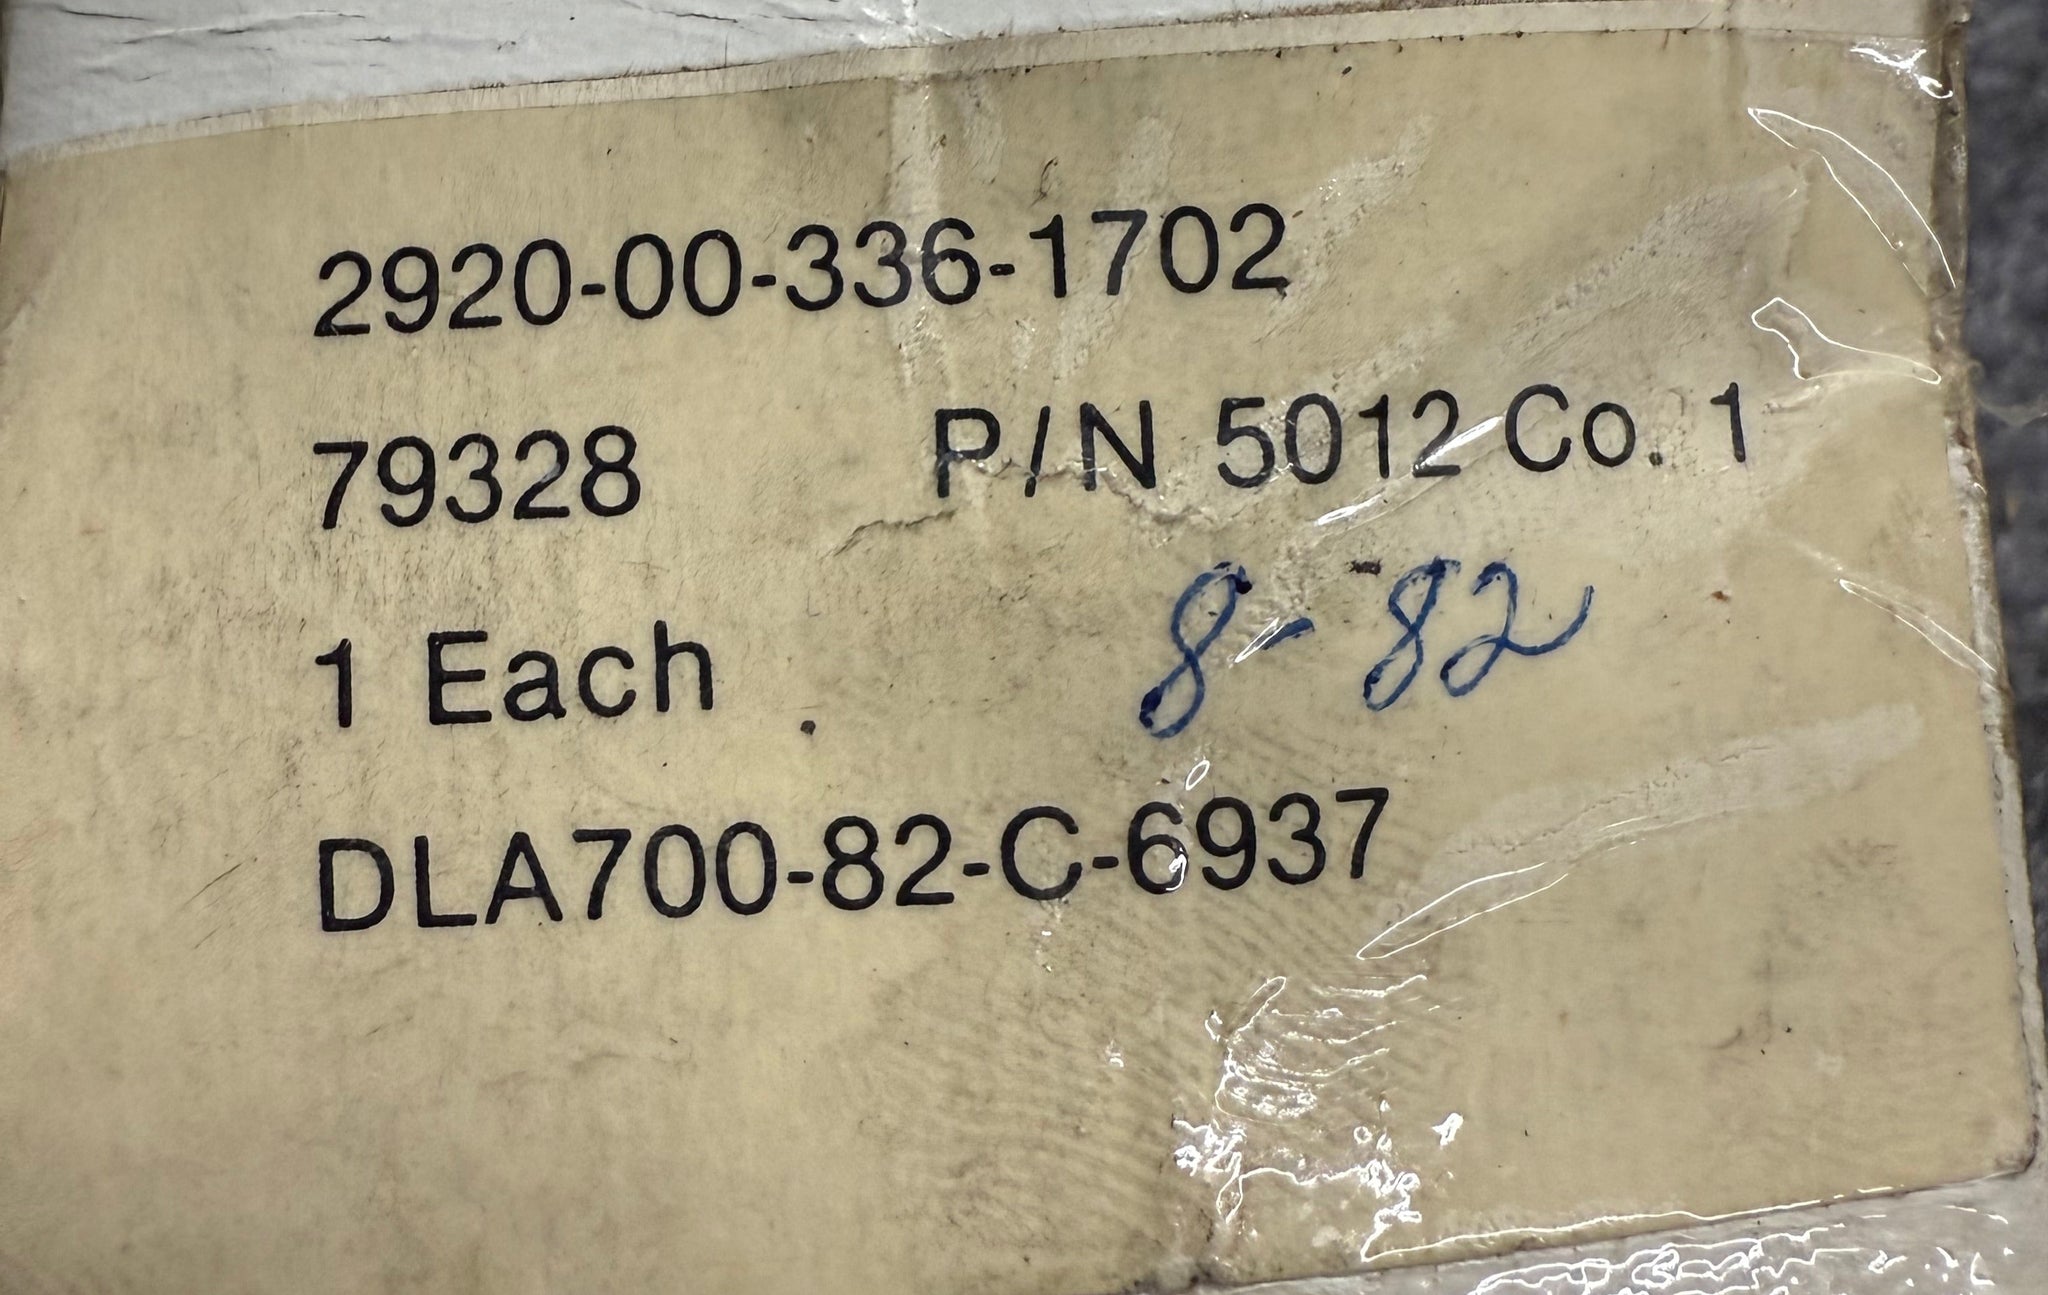 2920-00-336-1702
79328 P/N 5012 Co. 1
1 Each 8-82
DLA700-82-C-6937